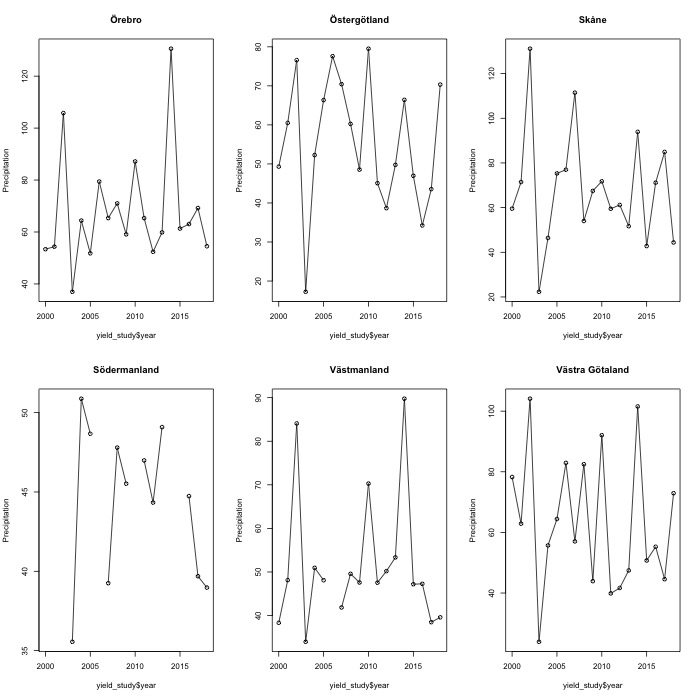 Örebro
Precipitation
40 60 80 100 120
2000 2005 2010 2015
yield_study$year
Östergötland
Precipitation
20 30 40 50 60 70 80
2000 2005 2010 2015
yield_study$year
Skåne
Precipitation
20 40 60 80 100 120
2000 2005 2010 2015
yield_study$year
Södermanland
Precipitation
35 40 45 50
2000 2005 2010 2015
yield_study$year
Västmanland
Precipitation
40 50 60 70 80 90
2000 2005 2010 2015
yield_study$year
Västra Götaland
Precipitation
40 60 80 100
2000 2005 2010 2015
yield_study$year